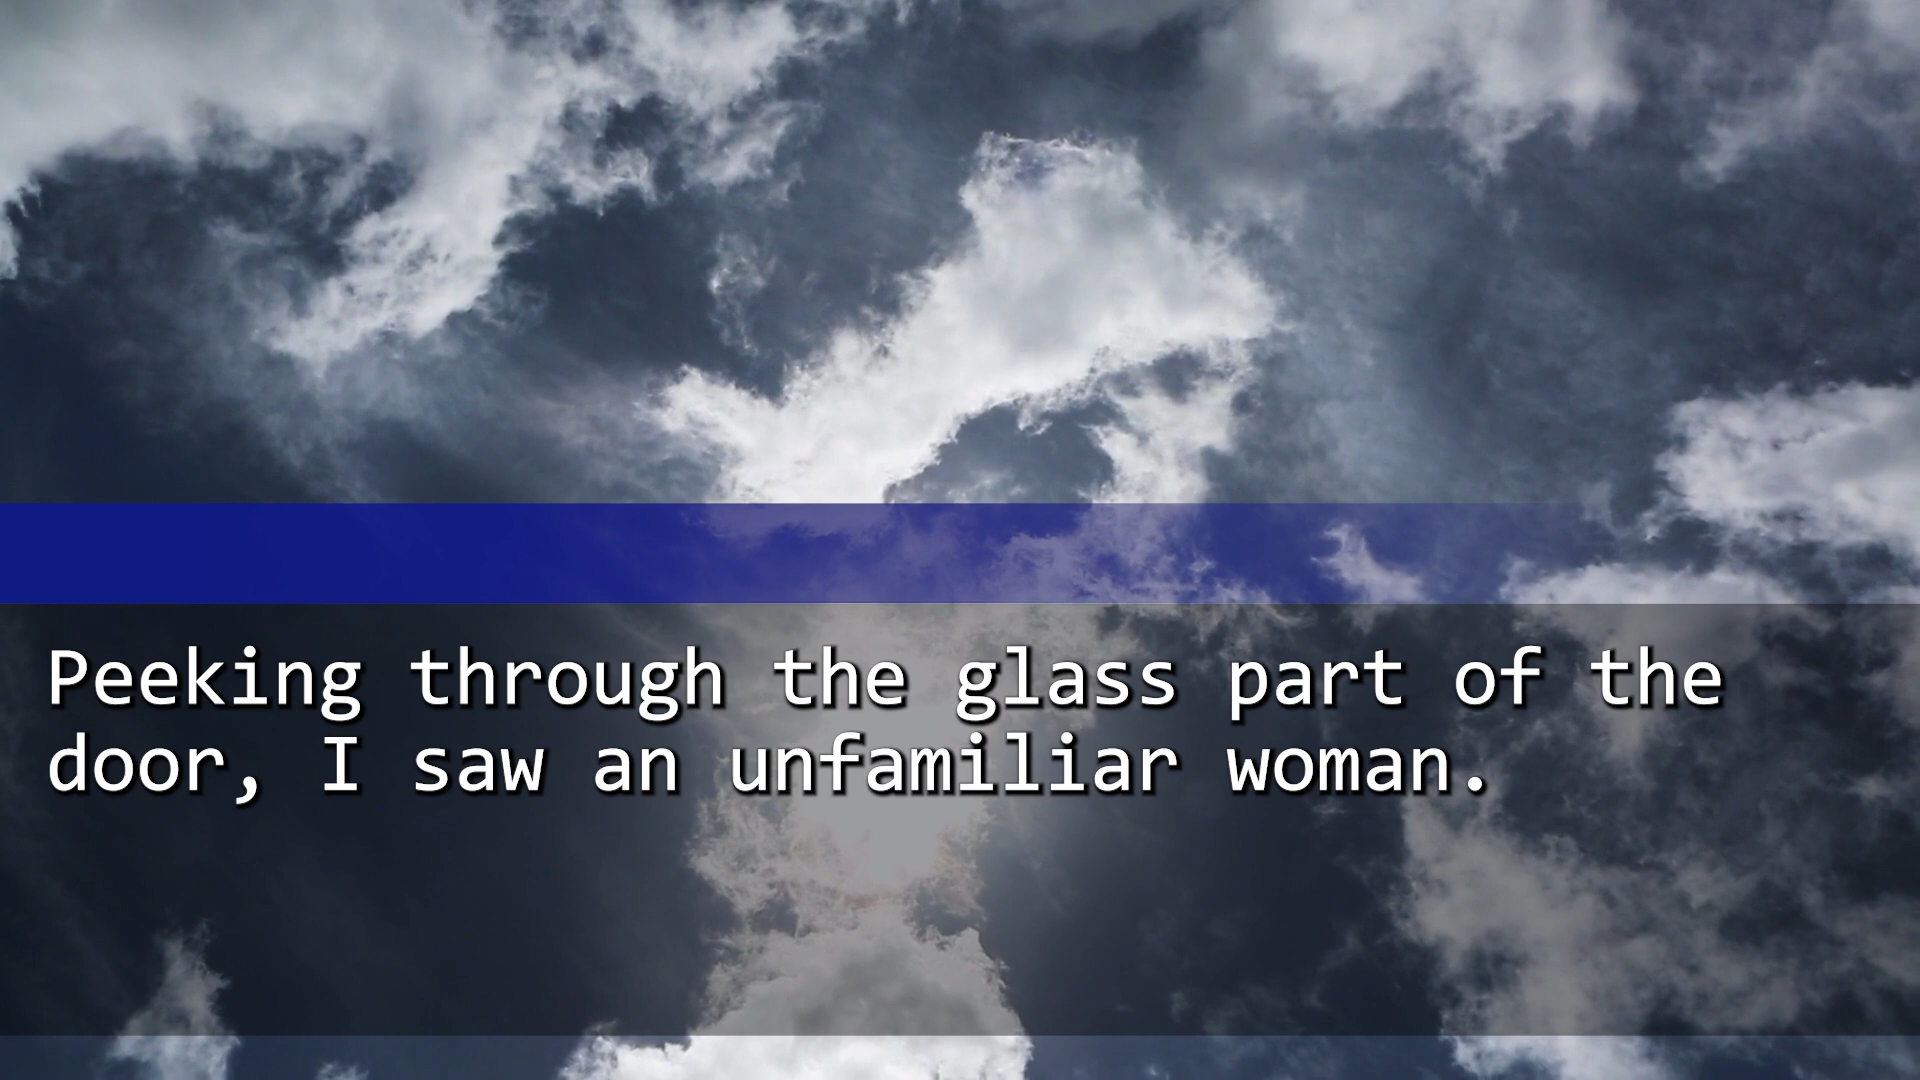 Peeking through the glass part of the
door, I saw an unfamiliar woman.